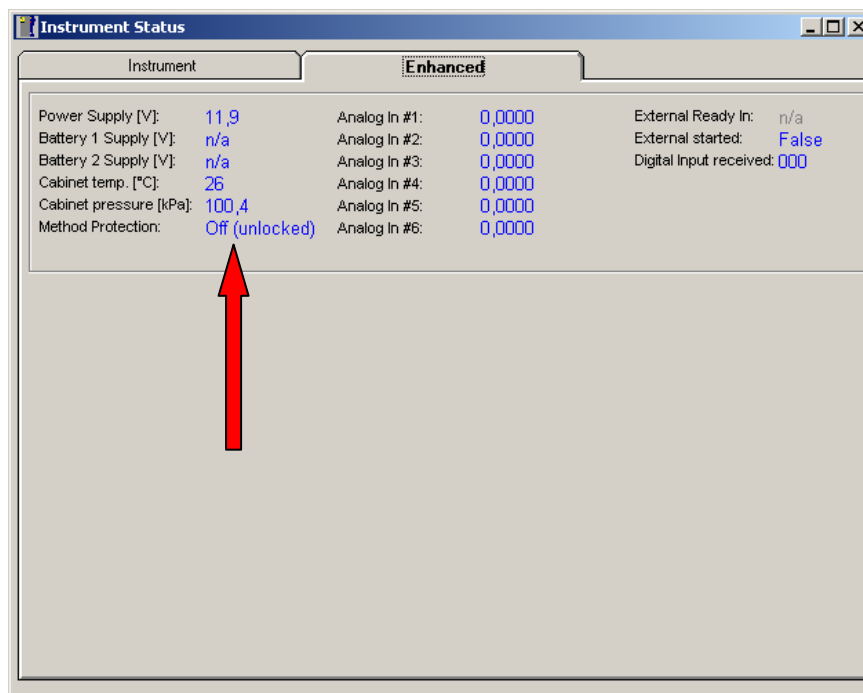 Instrument Status
Instrument Enhanced
Power Supply [V]: 11,9 Analog In #1: 0,0000 External Ready In: n/a
Battery 1 Supply [V]: n/a Analog In #2: 0,0000 External started: False
Battery 2 Supply [V]: n/a Analog In #3: 0,0000 Digital Input received: 000
Cabinet temp. [°C]: 26 Analog In #4: 0,0000
Cabinet pressure [kPa]: 100,4 Analog In #5: 0,0000
Method Protection: Off (unlocked) Analog In #6: 0,0000